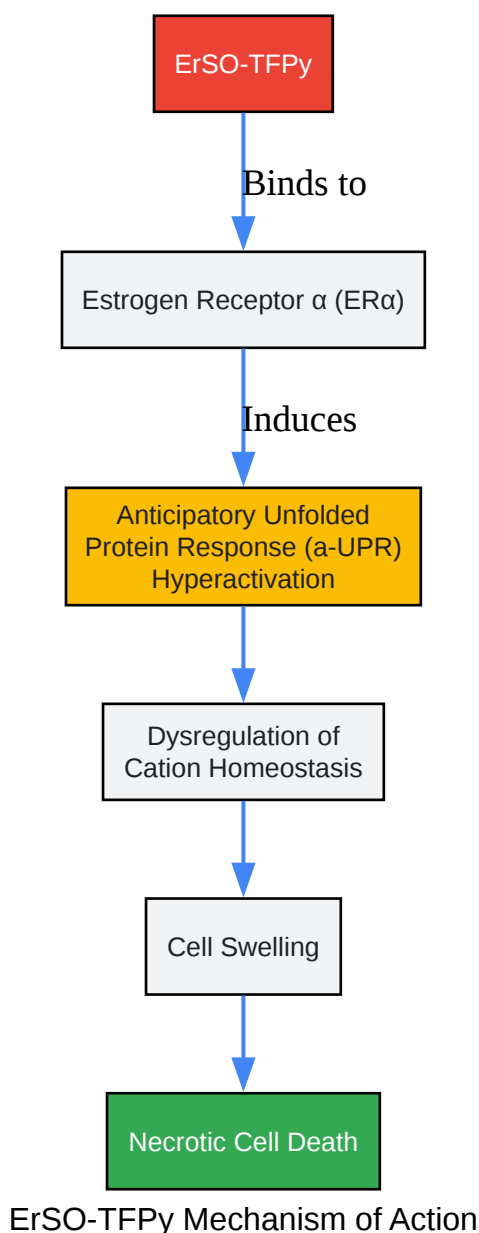 ErSO-TFPy
Binds to
Estrogen Receptor α (ERα)
Induces
Anticipatory Unfolded
Protein Response (a-UPR)
Hyperactivation
Dysregulation of
Cation Homeostasis
Cell Swelling
Necrotic Cell Death
ErSO-TFPy Mechanism of Action